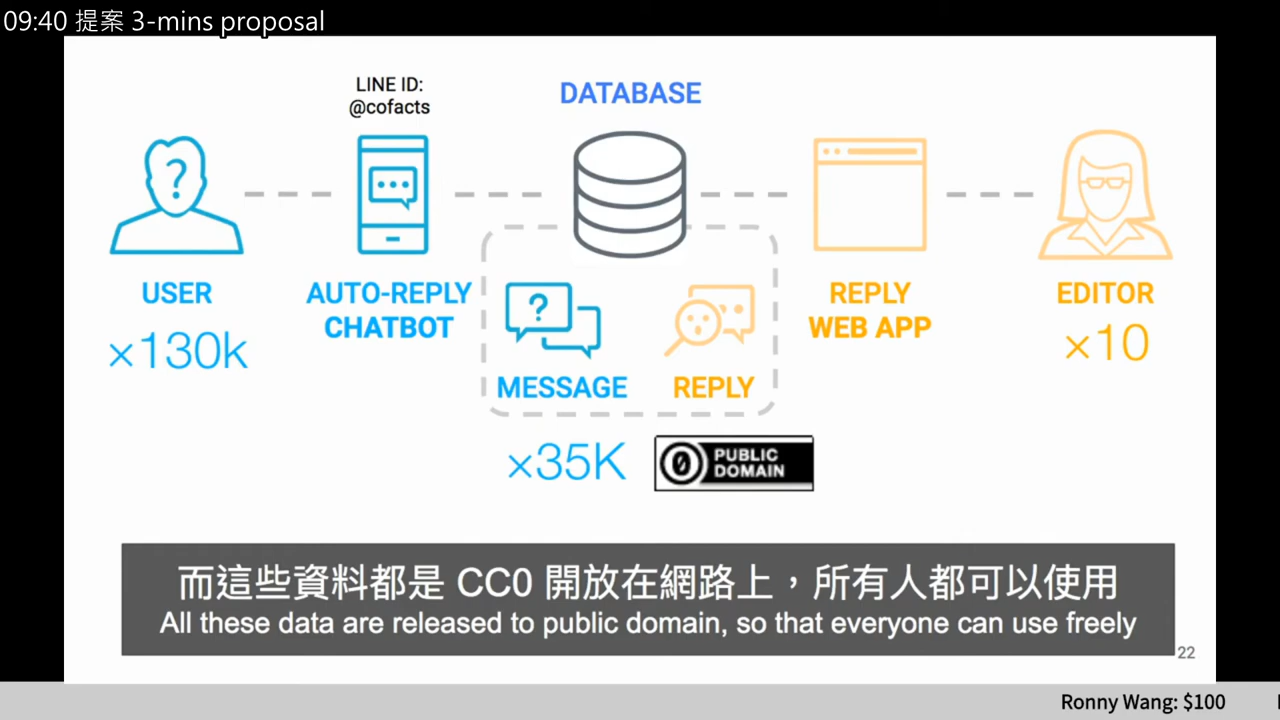 09:40 提案 3-mins proposal
LINE ID:
@cofacts
DATABASE
USER
×130k
AUTO-REPLY
CHATBOT
MESSAGE
REPLY
×35K
PUBLIC
DOMAIN
REPLY
WEB APP
EDITOR
×10
而這些資料都是 CC0 開放在網路上，所有人都可以使用
All these data are released to public domain, so that everyone can use freely
22
Ronny Wang: $100